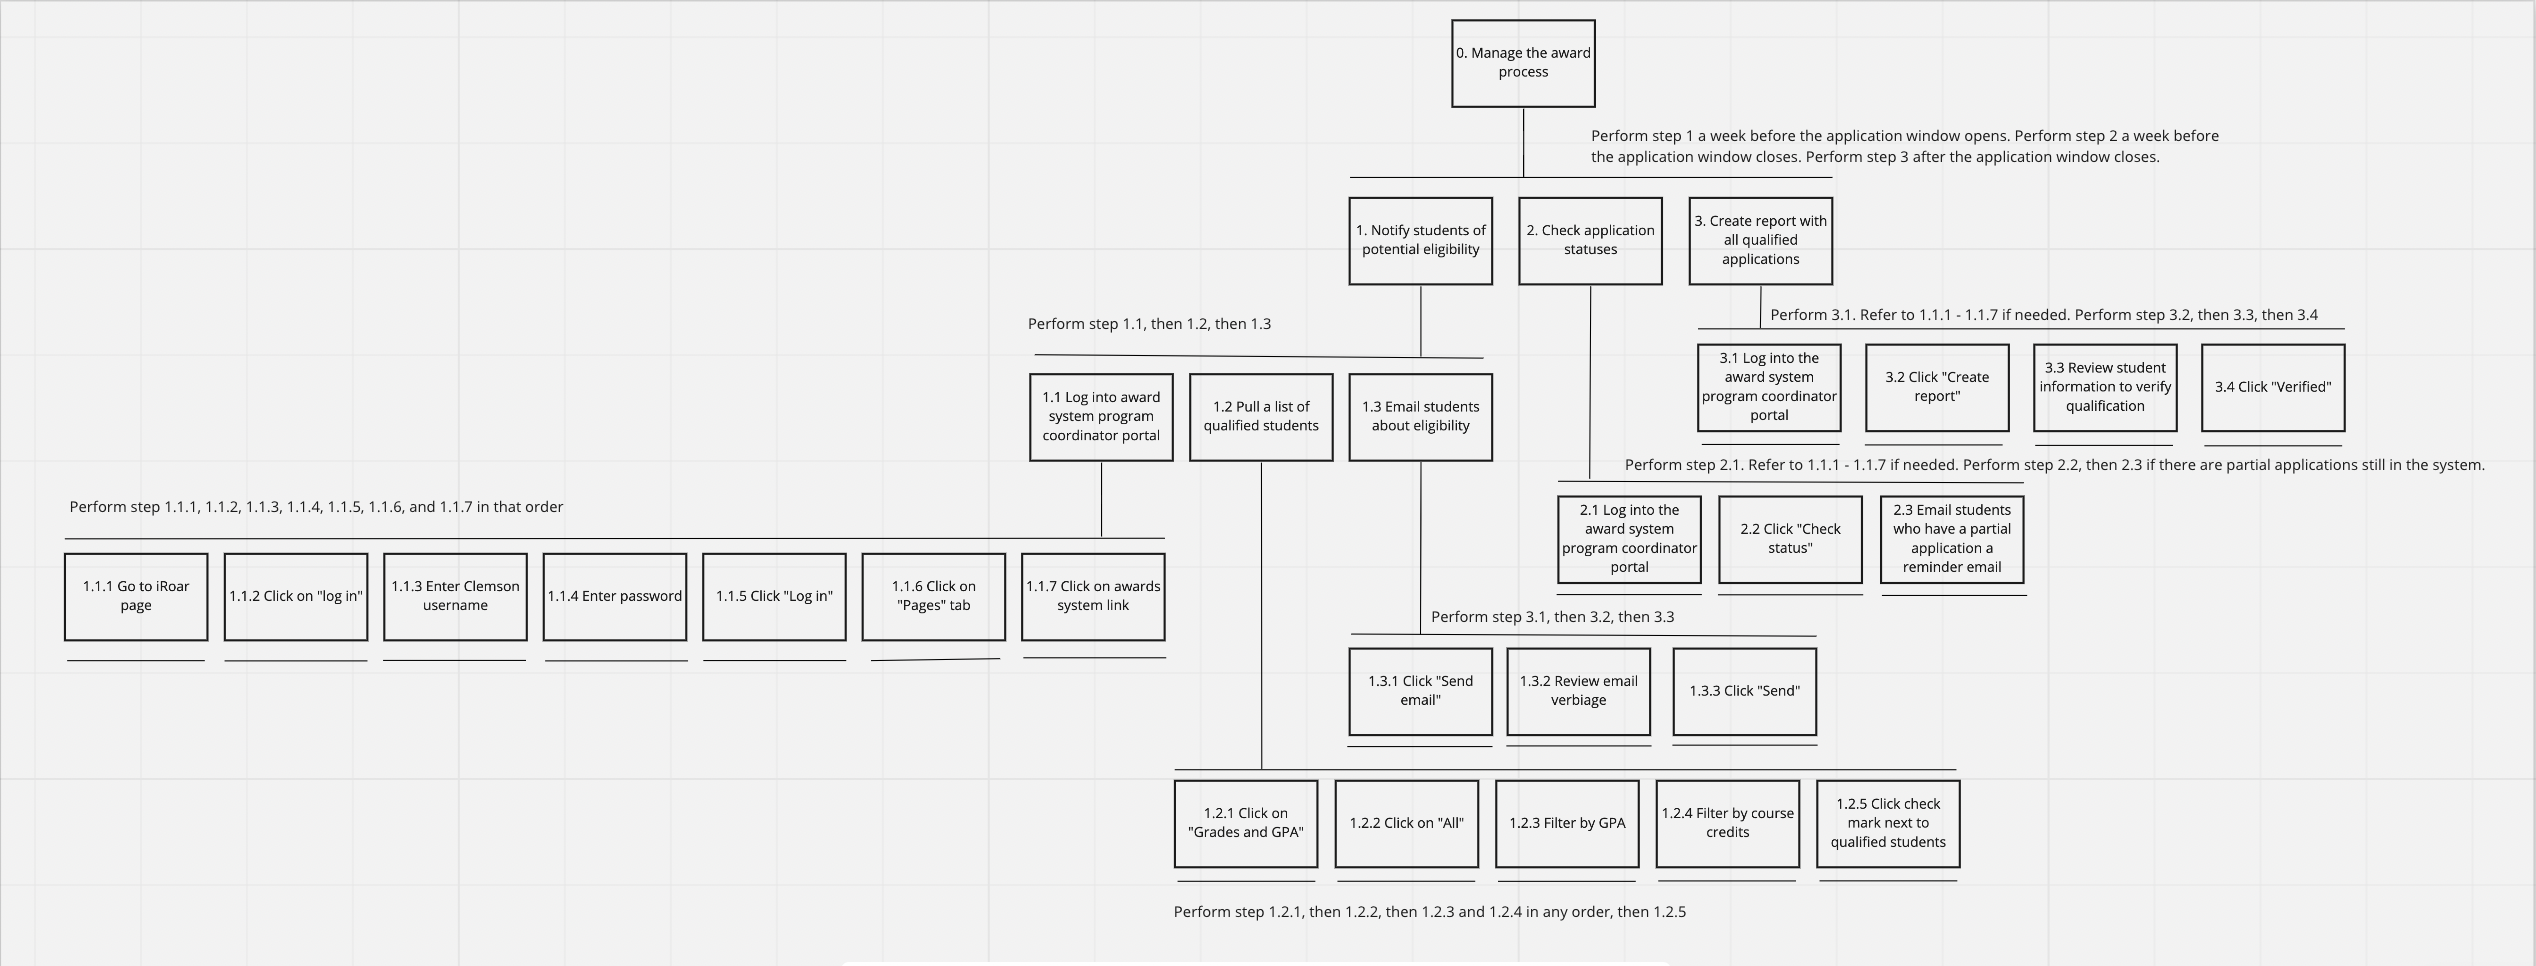 0. Manage the award
process
Perform step 1 a week before the application window opens. Perform step 2 a week before
the application window closes. Perform step 3 after the application window closes.
1. Notify students of
potential eligibility
2. Check application
statuses
3. Create report with
all qualified
applications
Perform step 1.1, then 1.2, then 1.3
Perform 3.1. Refer to 1.1.1 - 1.1.7 if needed. Perform step 3.2, then 3.3, then 3.4
1.1 Log into award
system program
coordinator portal
1.2 Pull a list of
qualified students
1.3 Email students
about eligibility
3.1 Log into the
award system
program coordinator
portal
3.2 Click "Create
report"
3.3 Review student
information to verify
qualification
3.4 Click "Verified"
Perform step 2.1. Refer to 1.1.1 - 1.1.7 if needed. Perform step 2.2, then 2.3 if there are partial applications still in the system.
2.1 Log into the
award system
program coordinator
portal
2.2 Click "Check
status"
2.3 Email students
who have a partial
application a
reminder email
Perform step 1.1.1, 1.1.2, 1.1.3, 1.1.4, 1.1.5, 1.1.6, and 1.1.7 in that order
1.1.1 Go to iRoar
page
1.1.2 Click on "log in"
1.1.3 Enter Clemson
username
1.1.4 Enter password
1.1.5 Click "Log in"
1.1.6 Click on
"Pages" tab
1.1.7 Click on awards
system link
Perform step 3.1, then 3.2, then 3.3
1.3.1 Click "Send
email"
1.3.2 Review email
verbiage
1.3.3 Click "Send"
1.2.1 Click on
"Grades and GPA"
1.2.2 Click on "All"
1.2.3 Filter by GPA
1.2.4 Filter by course
credits
1.2.5 Click check
mark next to
qualified students
Perform step 1.2.1, then 1.2.2, then 1.2.3 and 1.2.4 in any order, then 1.2.5